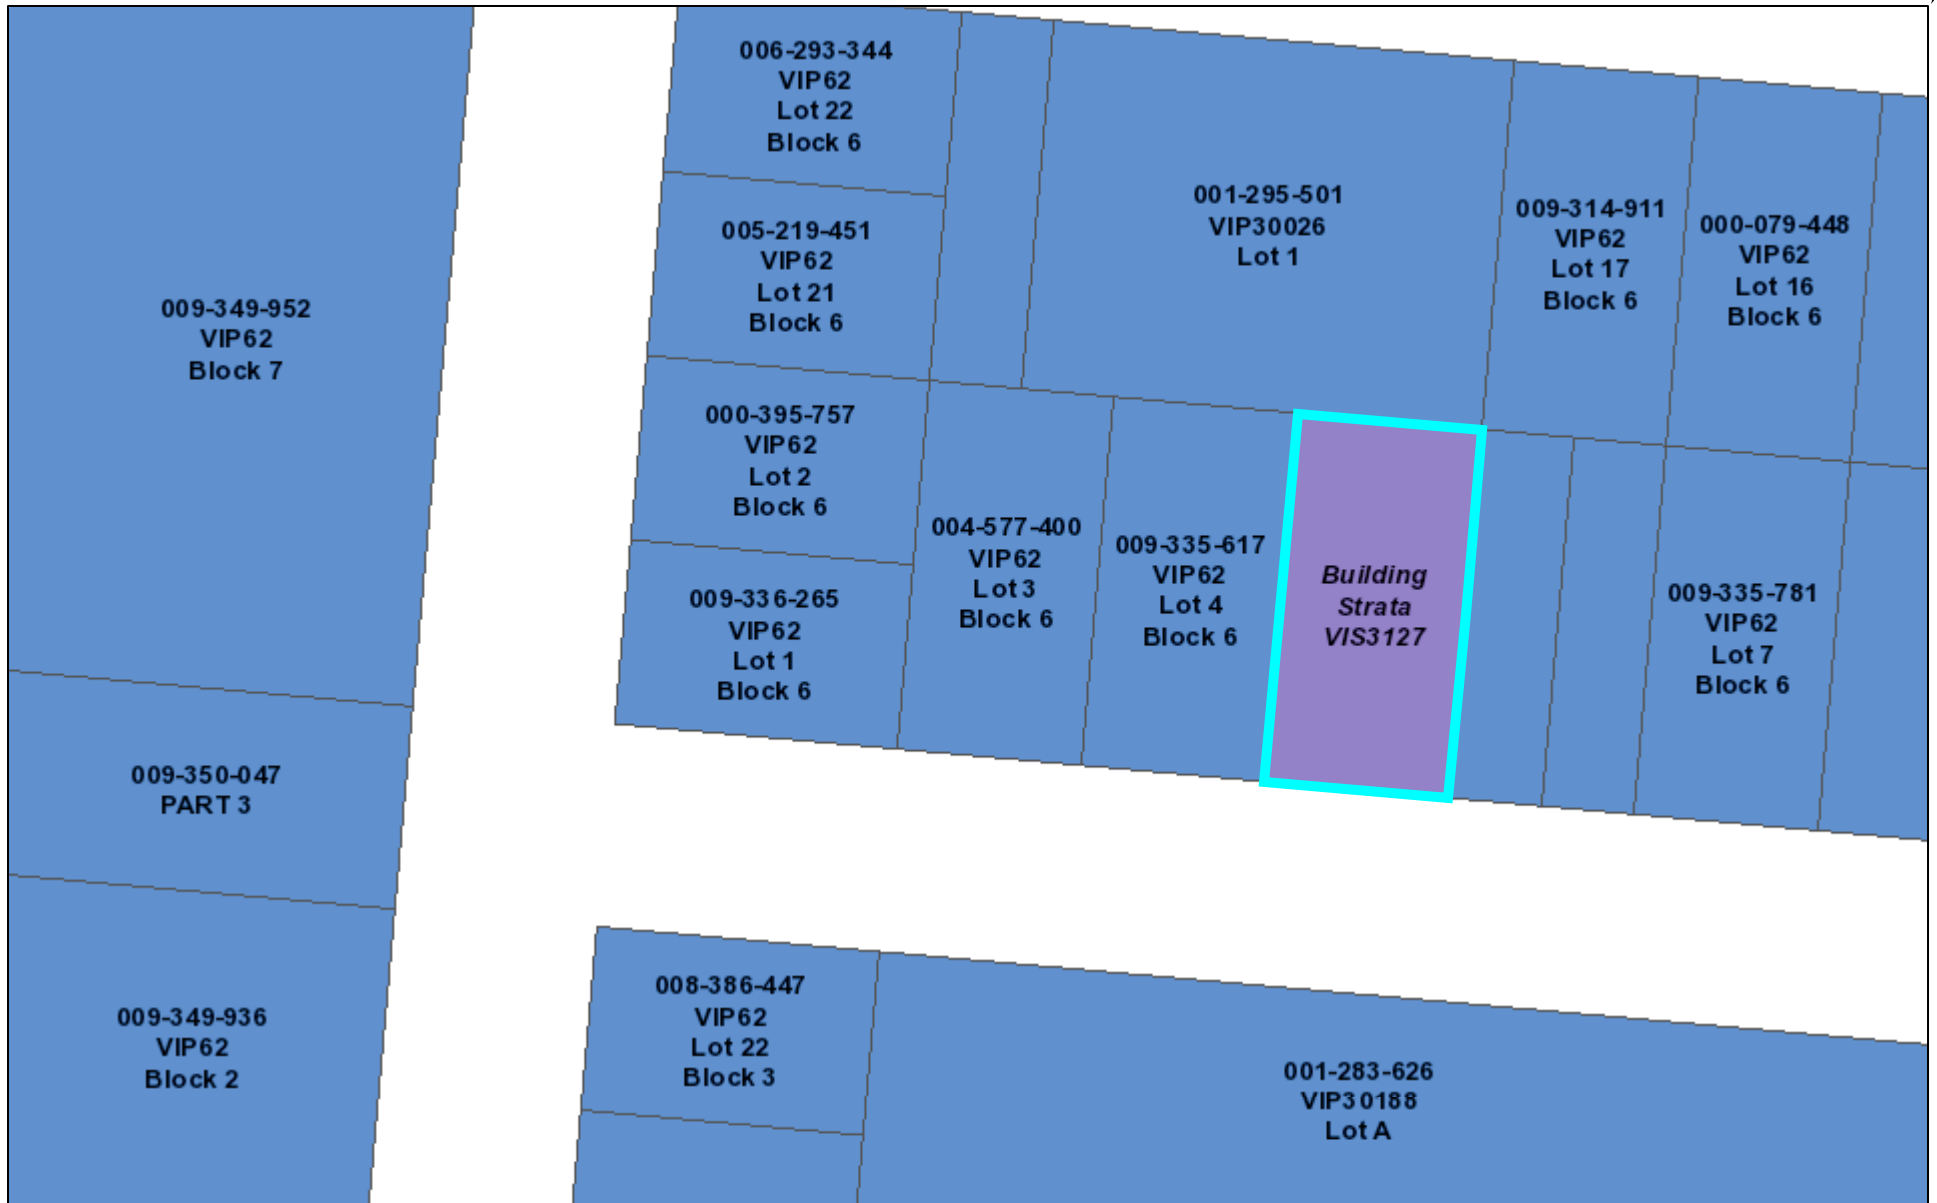 006-293-344
VIP62
Lot 22
Block 6
005-219-451
VIP62
Lot 21
Block 6
001-295-501
VIP30026
Lot 1
009-314-911
VIP62
Lot 17
Block 6
000-079-448
VIP62
Lot 16
Block 6
009-349-952
VIP62
Block 7
000-395-757
VIP62
Lot 2
Block 6
009-336-265
VIP62
Lot 1
Block 6
004-577-400
VIP62
Lot 3
Block 6
009-335-617
VIP62
Lot 4
Block 6
Building
Strata
VIS3127
009-335-781
VIP62
Lot 7
Block 6
009-350-047
PART 3
009-349-936
VIP62
Block 2
008-386-447
VIP62
Lot 22
Block 3
001-283-626
VIP30188
Lot A